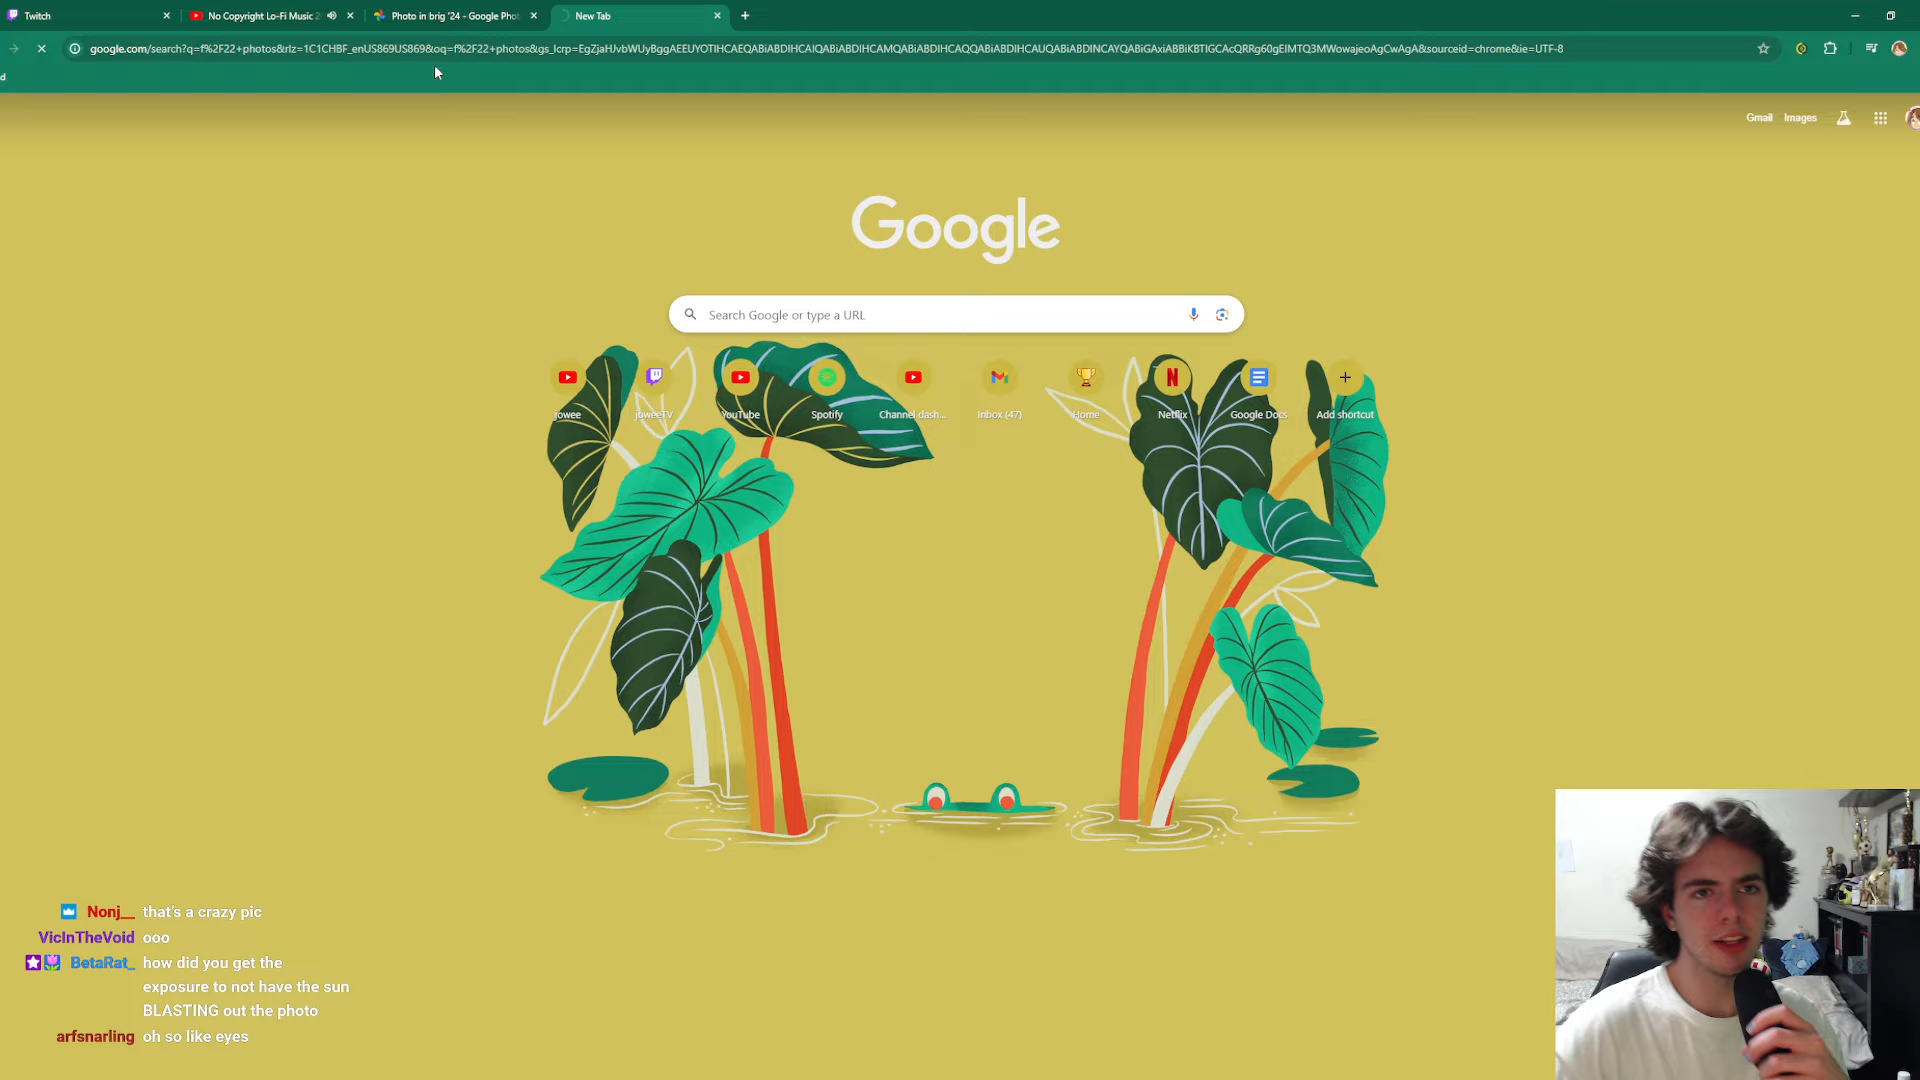 Twitch
No Copyright Lo-Fi Music 2
Photo in brig '24 - Google Phot
New Tab
google.com/search?q=f%2F22+photos&rlz=1C1CHBF_enUS869US869&oq=f%2F22+photos&gs_lcrp=EgZjaHJvbWUyBggAEEUYOTIHCAEQABiABDIHCAIQABiABDIHCAMQABiABDIHCAQQABiABDIHCAUQABiABDINCAYQABiGAxiABBiKBTIGCAcQRRg60gEIMTQ3MWowajeoAgCwAgA&sourceid=chrome&ie=UTF-8
d
Gmail Images
Google
Search Google or type a URL
jowee
joweeTV
YouTube
Spotify
Channel dash...
Inbox (47)
Home
Netflix
Google Docs
Add shortcut
Nonj__ that's a crazy pic
VicInTheVoid ooo
BetaRat_ how did you get the
exposure to not have the sun
BLASTING out the photo
arfsnarling oh so like eyes